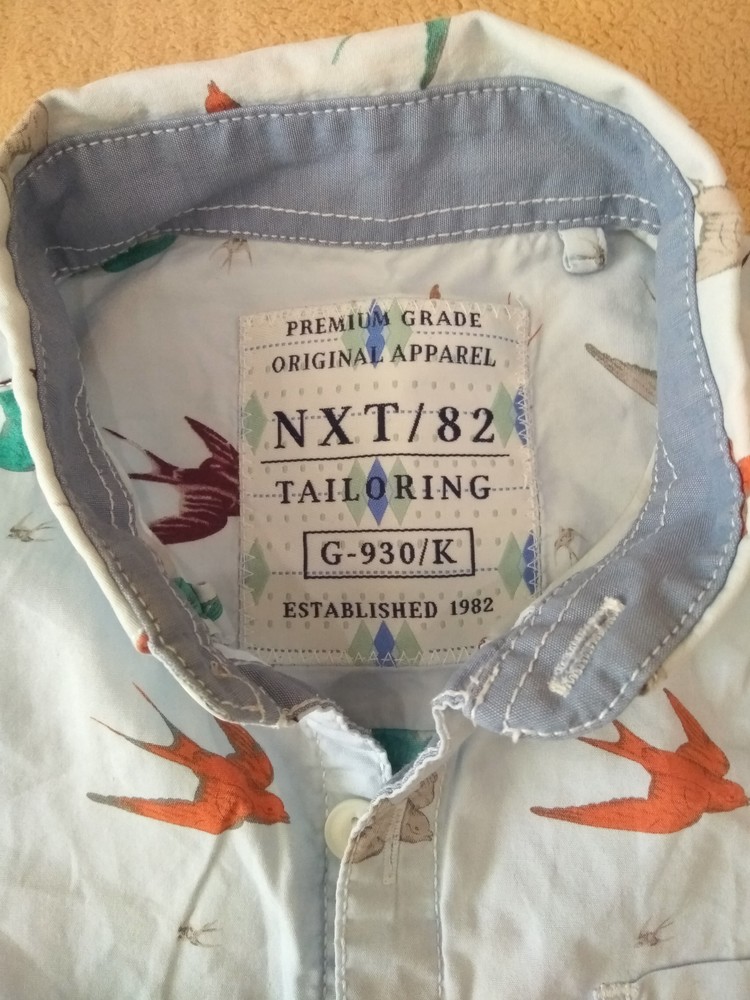 PREMIUM GRADE
ORIGINAL APPAREL
NXT/82
TAILORING
G-930/K
ESTABLISHED 1982